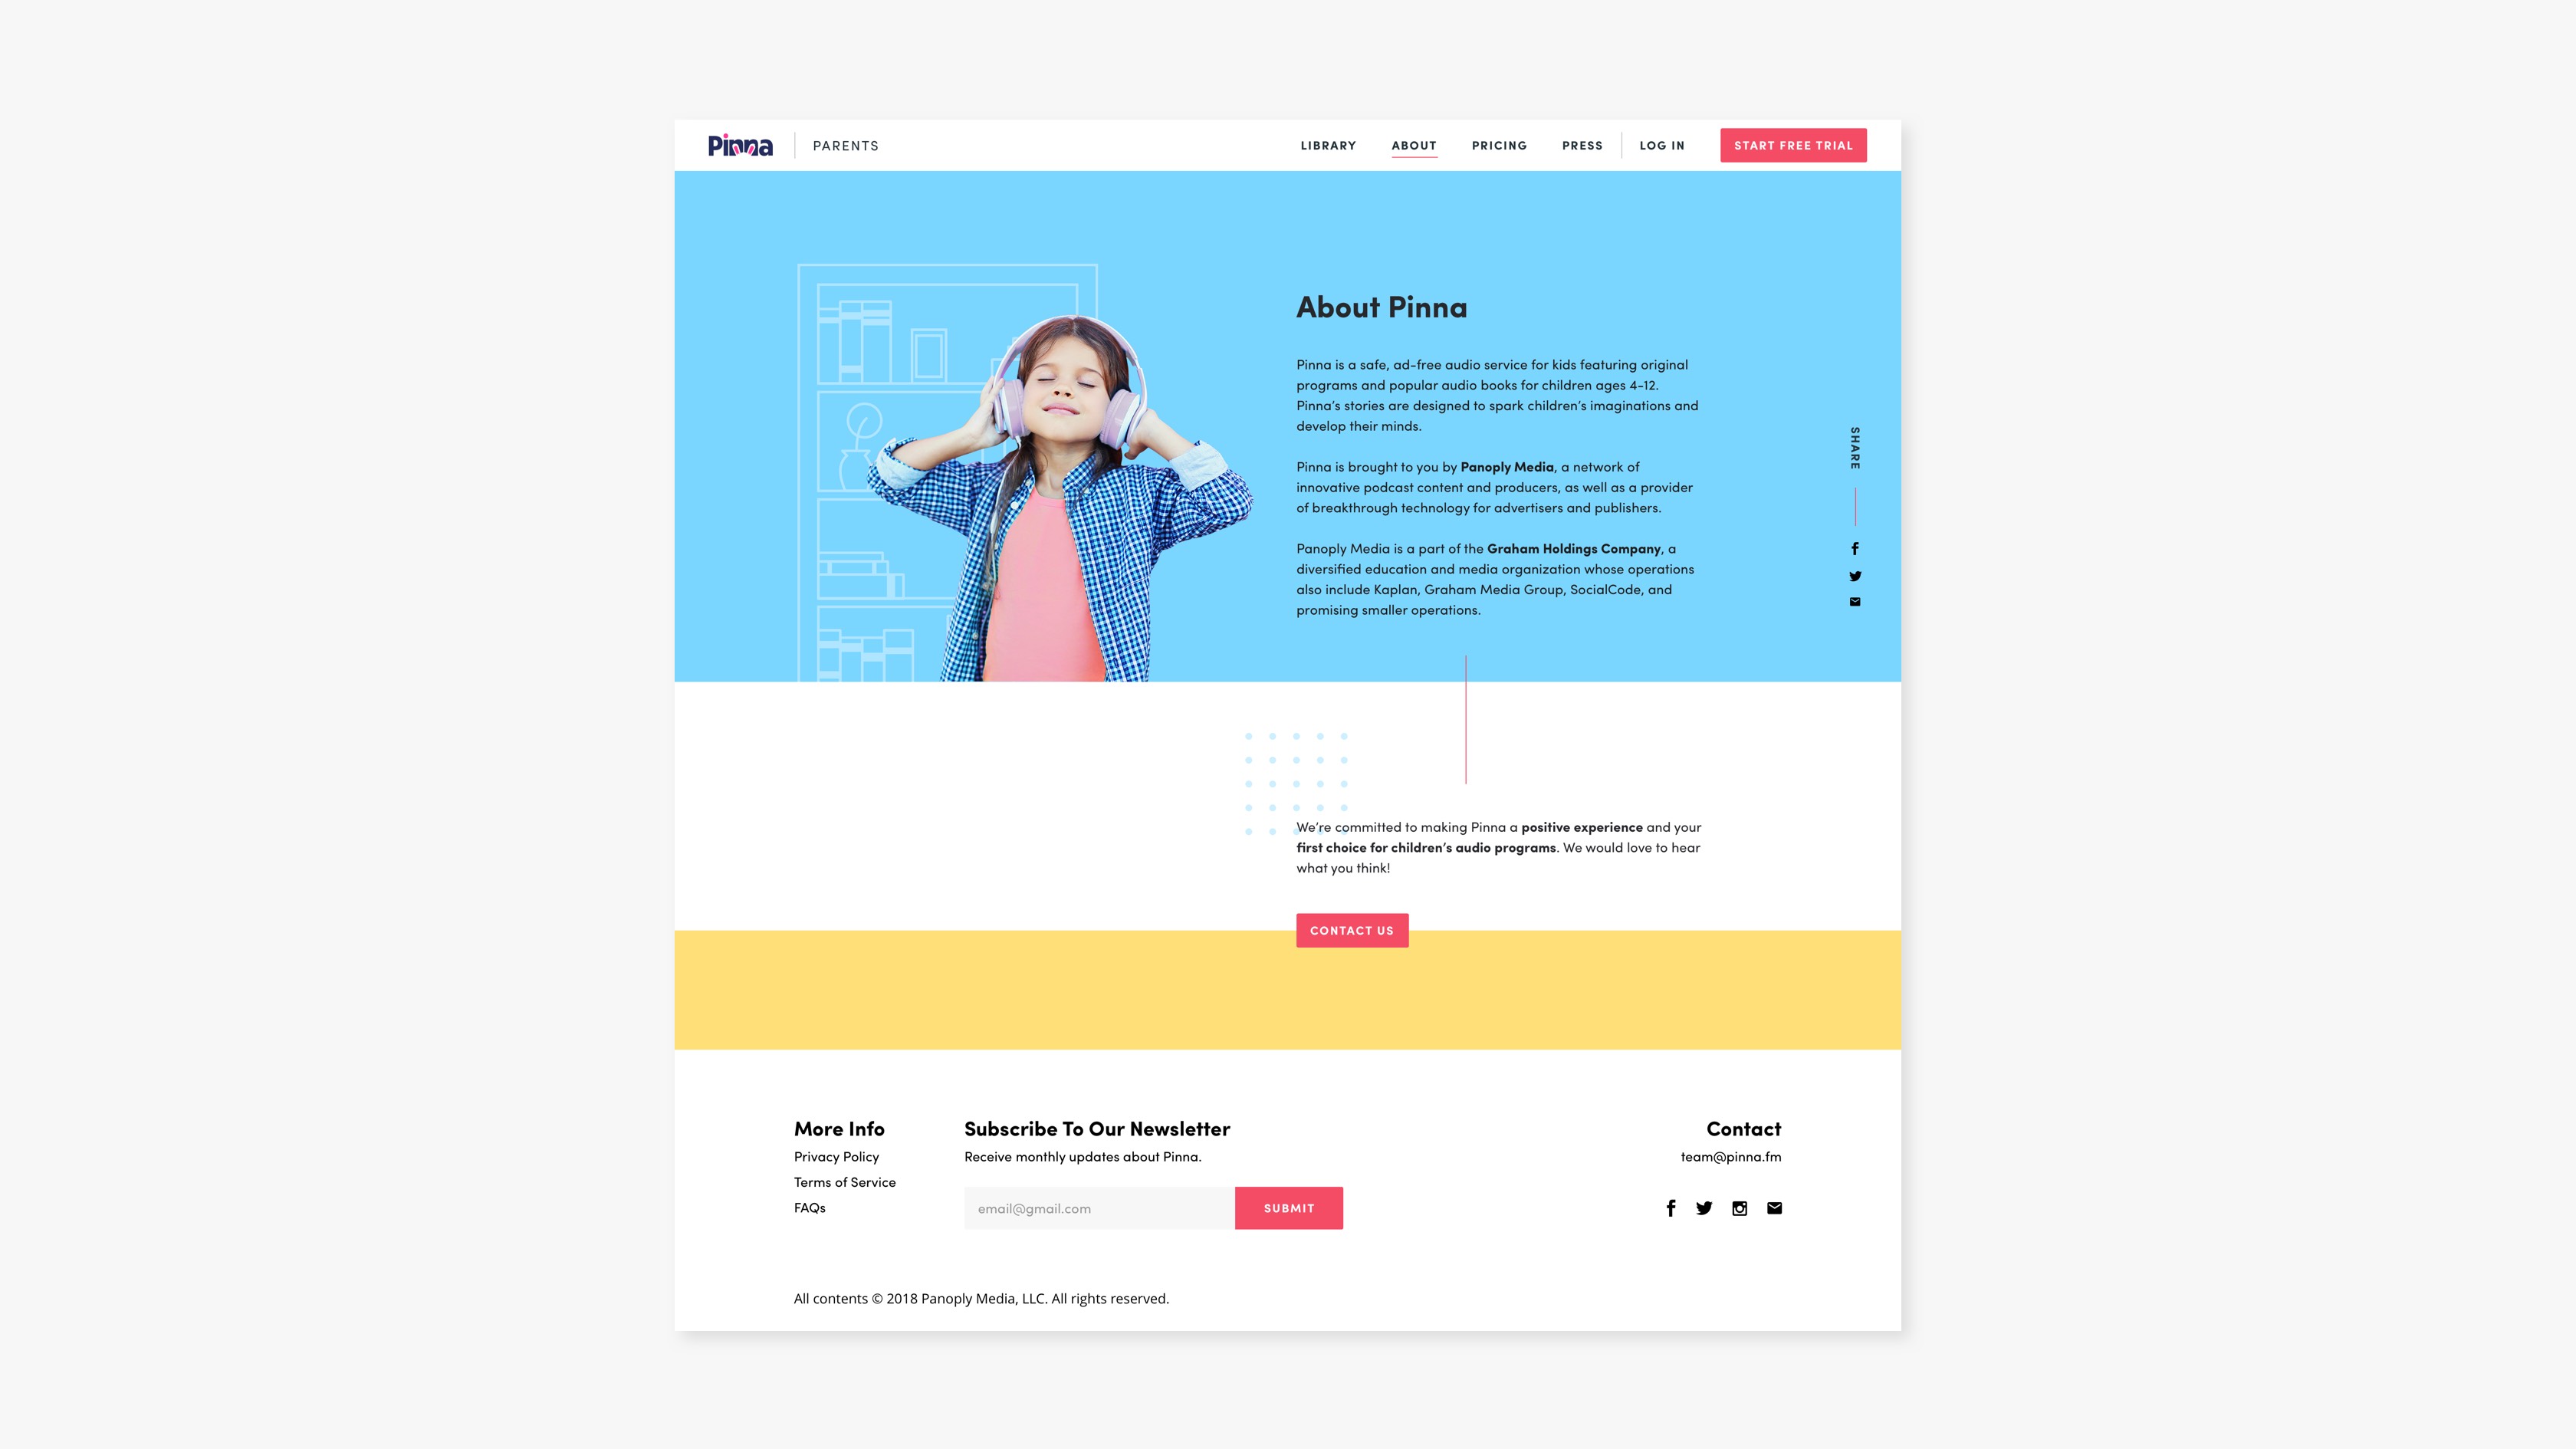 Pinna
PARENTS
LIBRARY
ABOUT
PRICING
PRESS
LOG IN
START FREE TRIAL
About Pinna
Pinna is a safe, ad-free audio service for kids featuring original
programs and popular audio books for children ages 4-12.
Pinna’s stories are designed to spark children’s imaginations and
develop their minds.
Pinna is brought to you by Panoply Media, a network of
innovative podcast content and producers, as well as a provider
of breakthrough technology for advertisers and publishers.
Panoply Media is a part of the Graham Holdings Company, a
diversified education and media organization whose operations
also include Kaplan, Graham Media Group, SocialCode, and
promising smaller operations.
SHARE
We’re committed to making Pinna a positive experience and your
first choice for children’s audio programs. We would love to hear
what you think!
CONTACT US
More Info
Privacy Policy
Terms of Service
FAQs
Subscribe To Our Newsletter
Receive monthly updates about Pinna.
email@gmail.com
SUBMIT
Contact
team@pinna.fm
All contents © 2018 Panoply Media, LLC. All rights reserved.